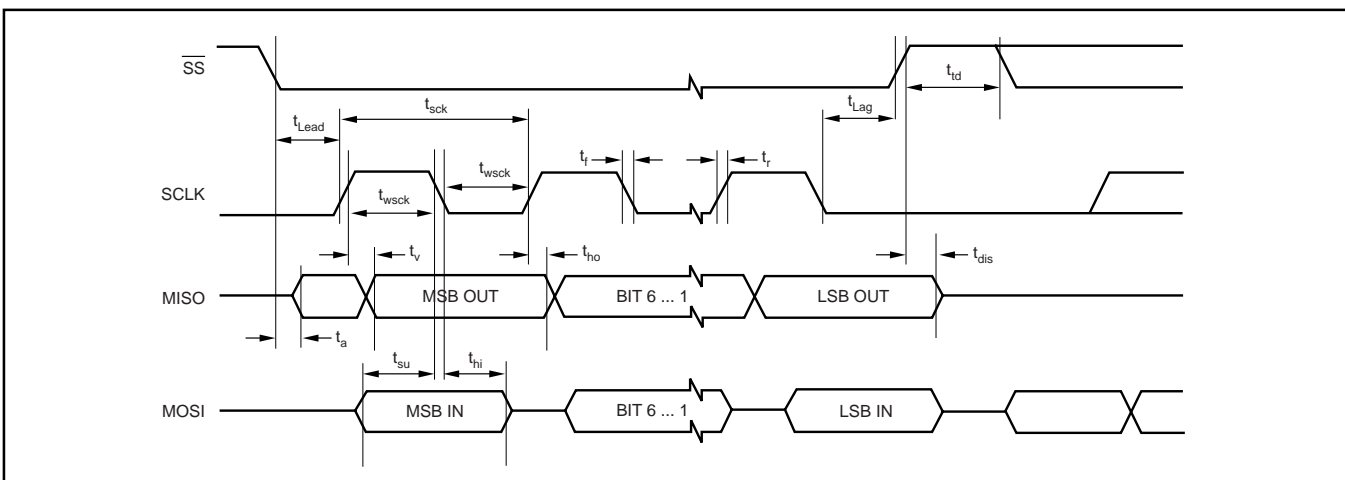 SS
t_td
t_sck
t_Lag
t_Lead
t_f
t_r
t_wsck
SCLK
t_wsck
t_v
t_ho
t_dis
MISO
MSB OUT
BIT 6 ... 1
LSB OUT
t_a
t_su
t_hi
MOSI
MSB IN
BIT 6 ... 1
LSB IN